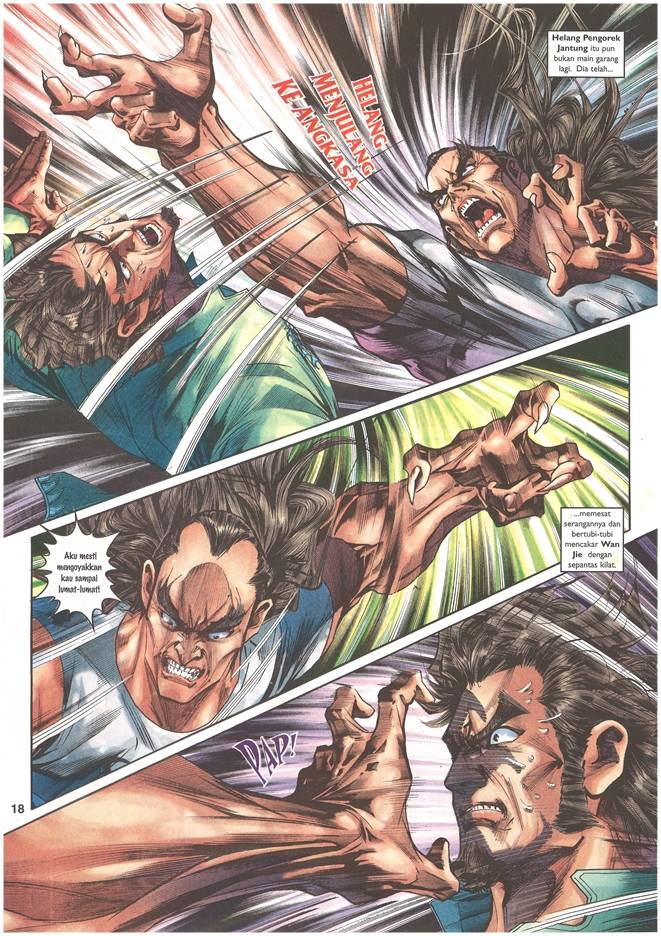 Helang Pengorek
Jantung itu pun
bukan main garang
lagi. Dia telah...
HELANG
MENJULANG
KE ANGKASA
...memesat
serangannya dan
bertubi-tubi
mencakar Wan
Jie dengan
sepantas kilat.
Aku mesti
mengoyakkan
kau sampai
lumat-lumat!
PAP!
18